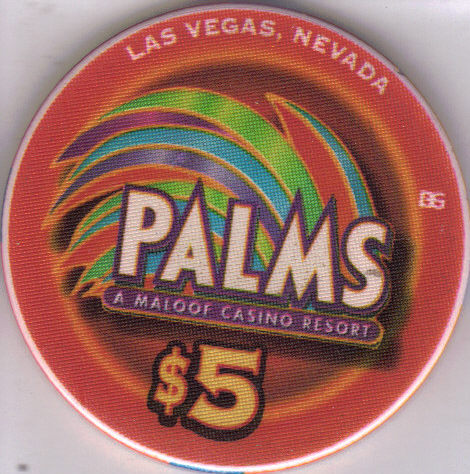 LAS VEGAS, NEVADA
BG
PALMS
A MALOOF CASINO RESORT
$5